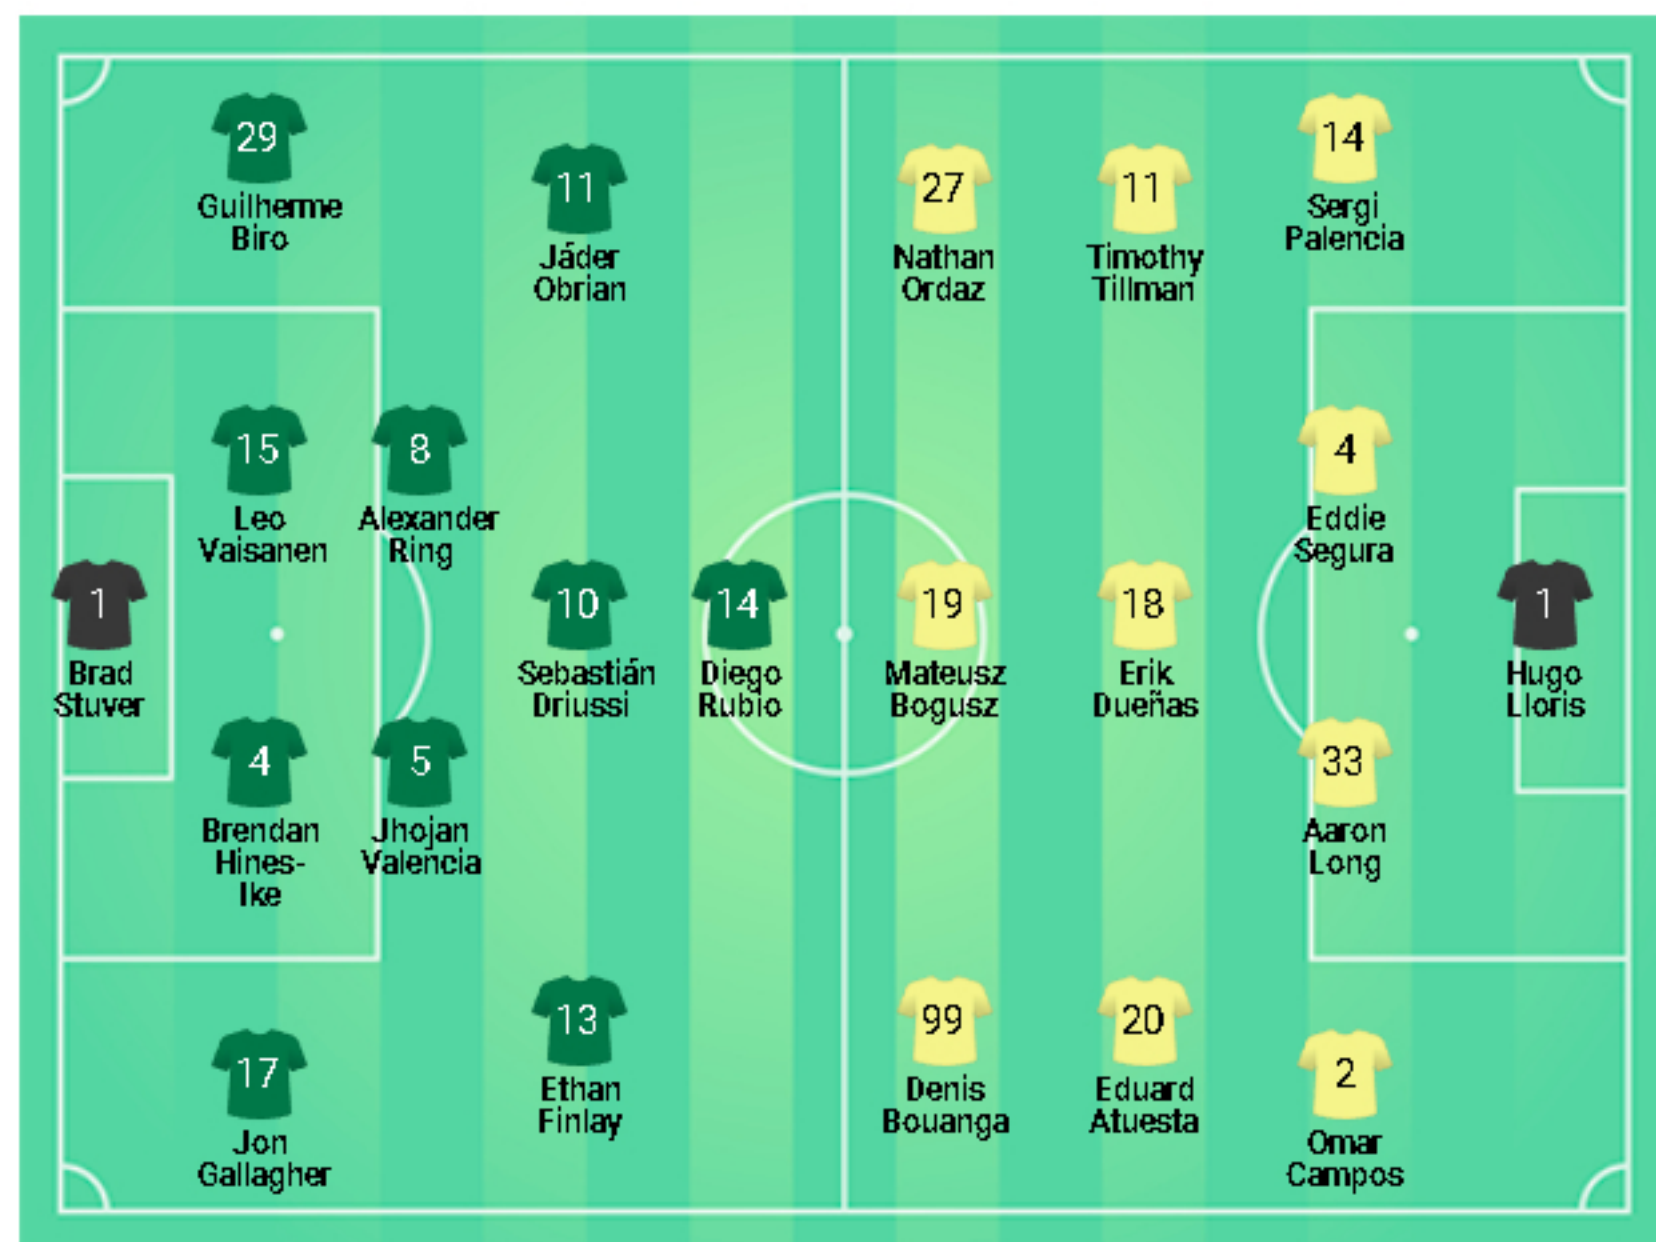 29
Guilherme
Biro
11
Jáder
Obrian
27
Nathan
Ordaz
11
Timothy
Tillman
14
Sergi
Palencia
15
Leo
Vaisanen
8
Alexander
Ring
4
Eddie
Segura
1
Brad
Stuver
10
Sebastián
Driussi
14
Diego
Rubio
19
Mateusz
Bogusz
18
Erik
Dueñas
1
Hugo
Lloris
4
Brendan
Hines-
Ike
5
Jhojan
Valencia
33
Aaron
Long
17
Jon
Gallagher
13
Ethan
Finlay
99
Denis
Bouanga
20
Eduard
Atuesta
2
Omar
Campos